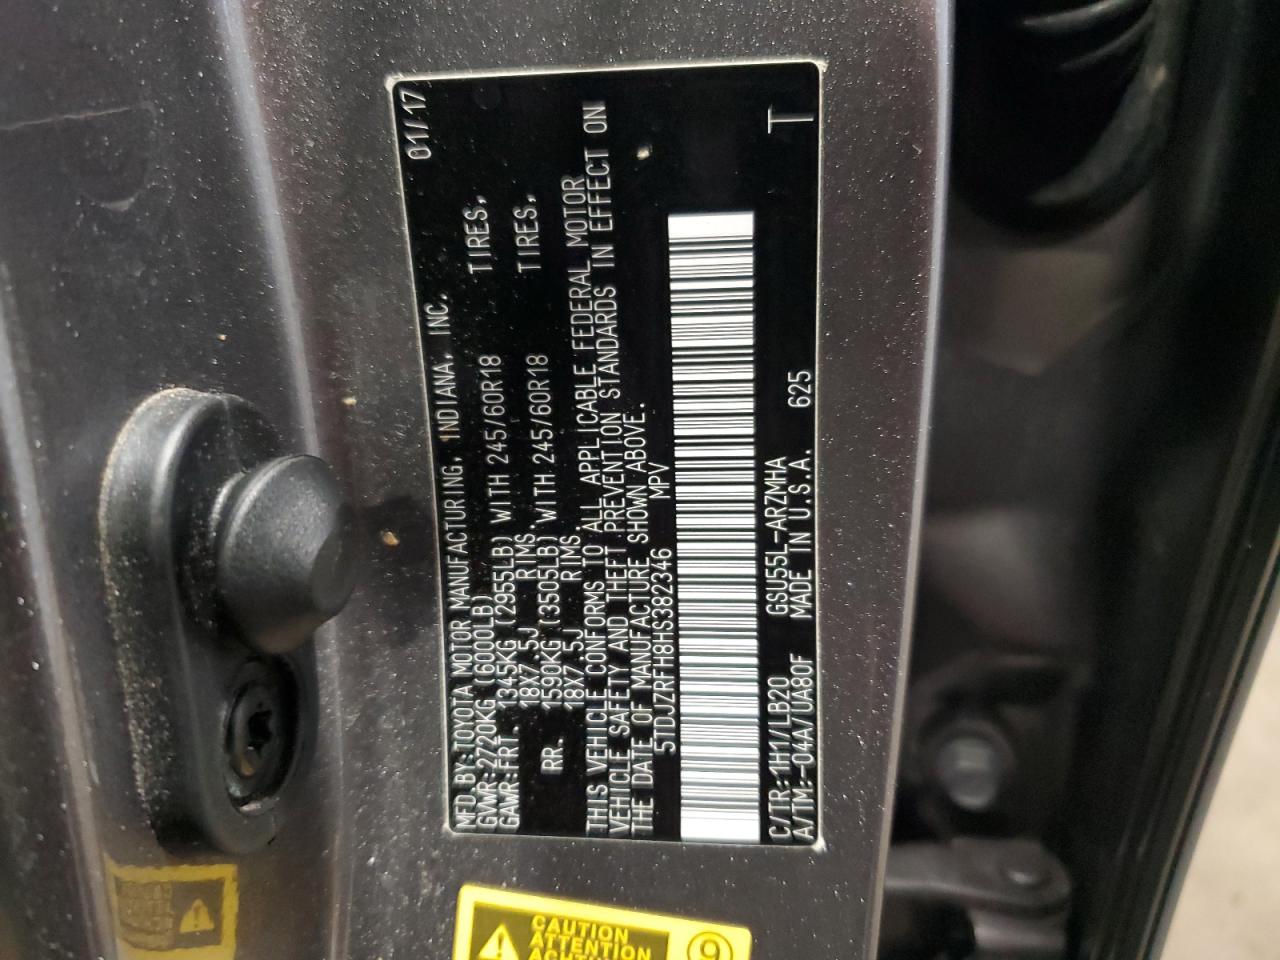 MFD.BY:TOYOTA MOTOR MANUFACTURING, INDIANA, INC. 01/17
GVWR:2720KG (6000LB)
GAWR:FRT. 1345KG (2955LB) WITH 245/60R18 TIRES,
18X7.5J RIMS,
RR. 1590KG (3505LB) WITH 245/60R18 TIRES,
18X7.5J RIMS
THIS VEHICLE CONFORMS TO ALL APPLICABLE FEDERAL MOTOR
VEHICLE SAFETY AND THEFT PREVENTION STANDARDS IN EFFECT ON
THE DATE OF MANUFACTURE SHOWN ABOVE.
5TDJZRFH8HS382346 MPV
C/TR:1H1/LB20 GSU55L-ARZMHA
A/TM:-04A/UA80F MADE IN U.S.A. 625 T
CAUTION
ATTENTION
ACHTUNG
9